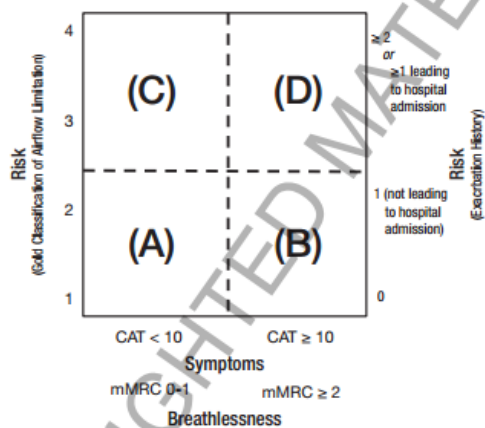 4
3
2
1
Risk
(Gold Classification of Airflow Limitation)
(C)
(D)
(A)
(B)
≥ 2
or
≥1 leading
to hospital
admission
1 (not leading
to hospital
admission)
0
Risk
(Exacerbation History)
CAT < 10
CAT ≥ 10
Symptoms
mMRC 0-1
mMRC ≥ 2
Breathlessness